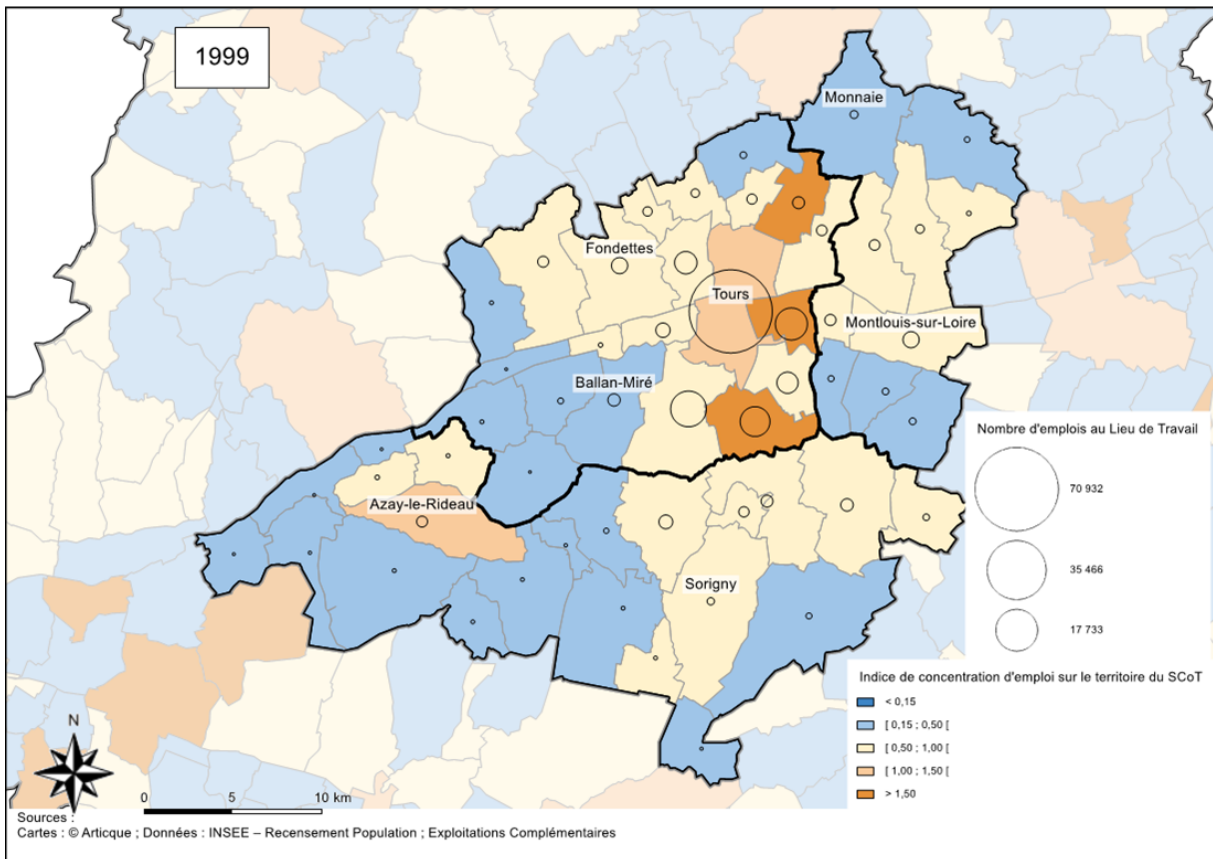 1999
Monnaie
Fondettes
Tours
Montlouis-sur-Loire
Ballan-Miré
Azay-le-Rideau
Sorigny
Nombre d'emplois au Lieu de Travail
70 932
35 466
17 733
Indice de concentration d'emploi sur le territoire du SCoT
< 0,15
[ 0,15 ; 0,50 [
[ 0,50 ; 1,00 [
[ 1,00 ; 1,50 [
> 1,50
N
0 5 10 km
Sources :
Cartes : © Articque ; Données : INSEE – Recensement Population ; Exploitations Complémentaires